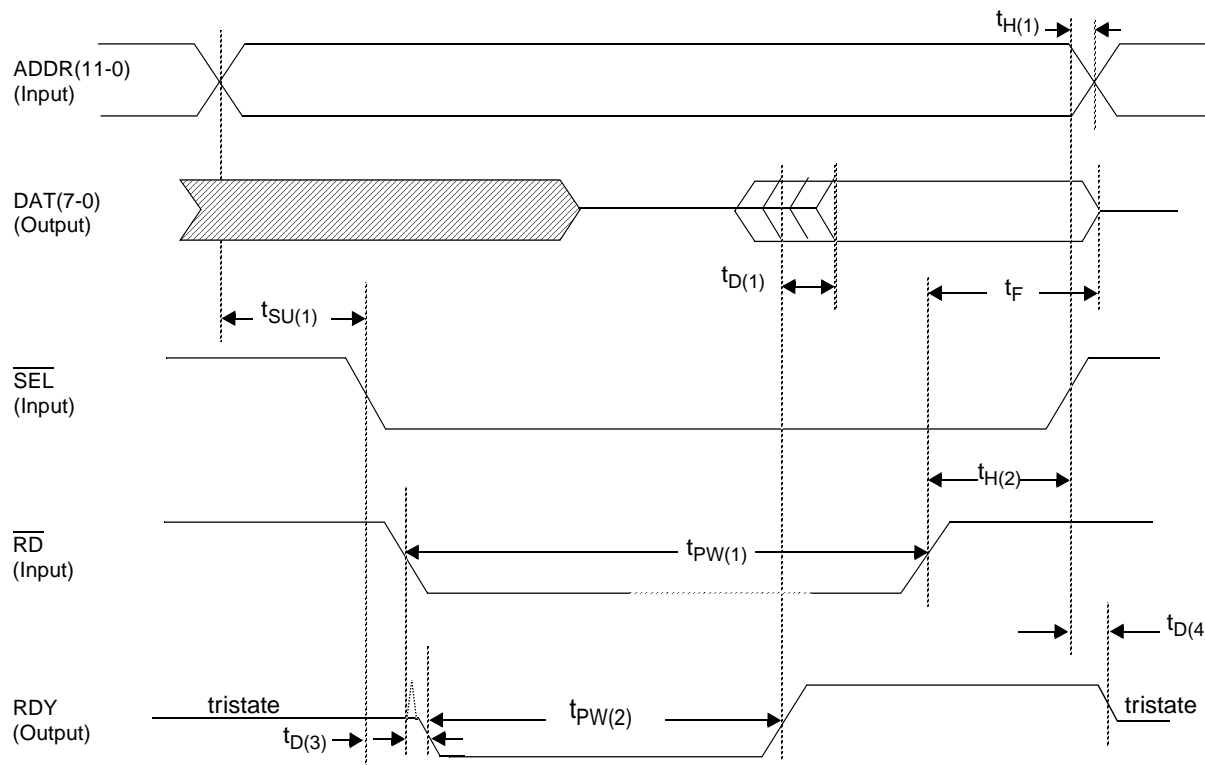 tH(1)
ADDR(11-0)
(Input)
DAT(7-0)
(Output)
tD(1)
tF
tSU(1)
SEL
(Input)
tH(2)
RD
(Input)
tPW(1)
tD(4
RDY
(Output)
tristate
tPW(2)
tristate
tD(3)